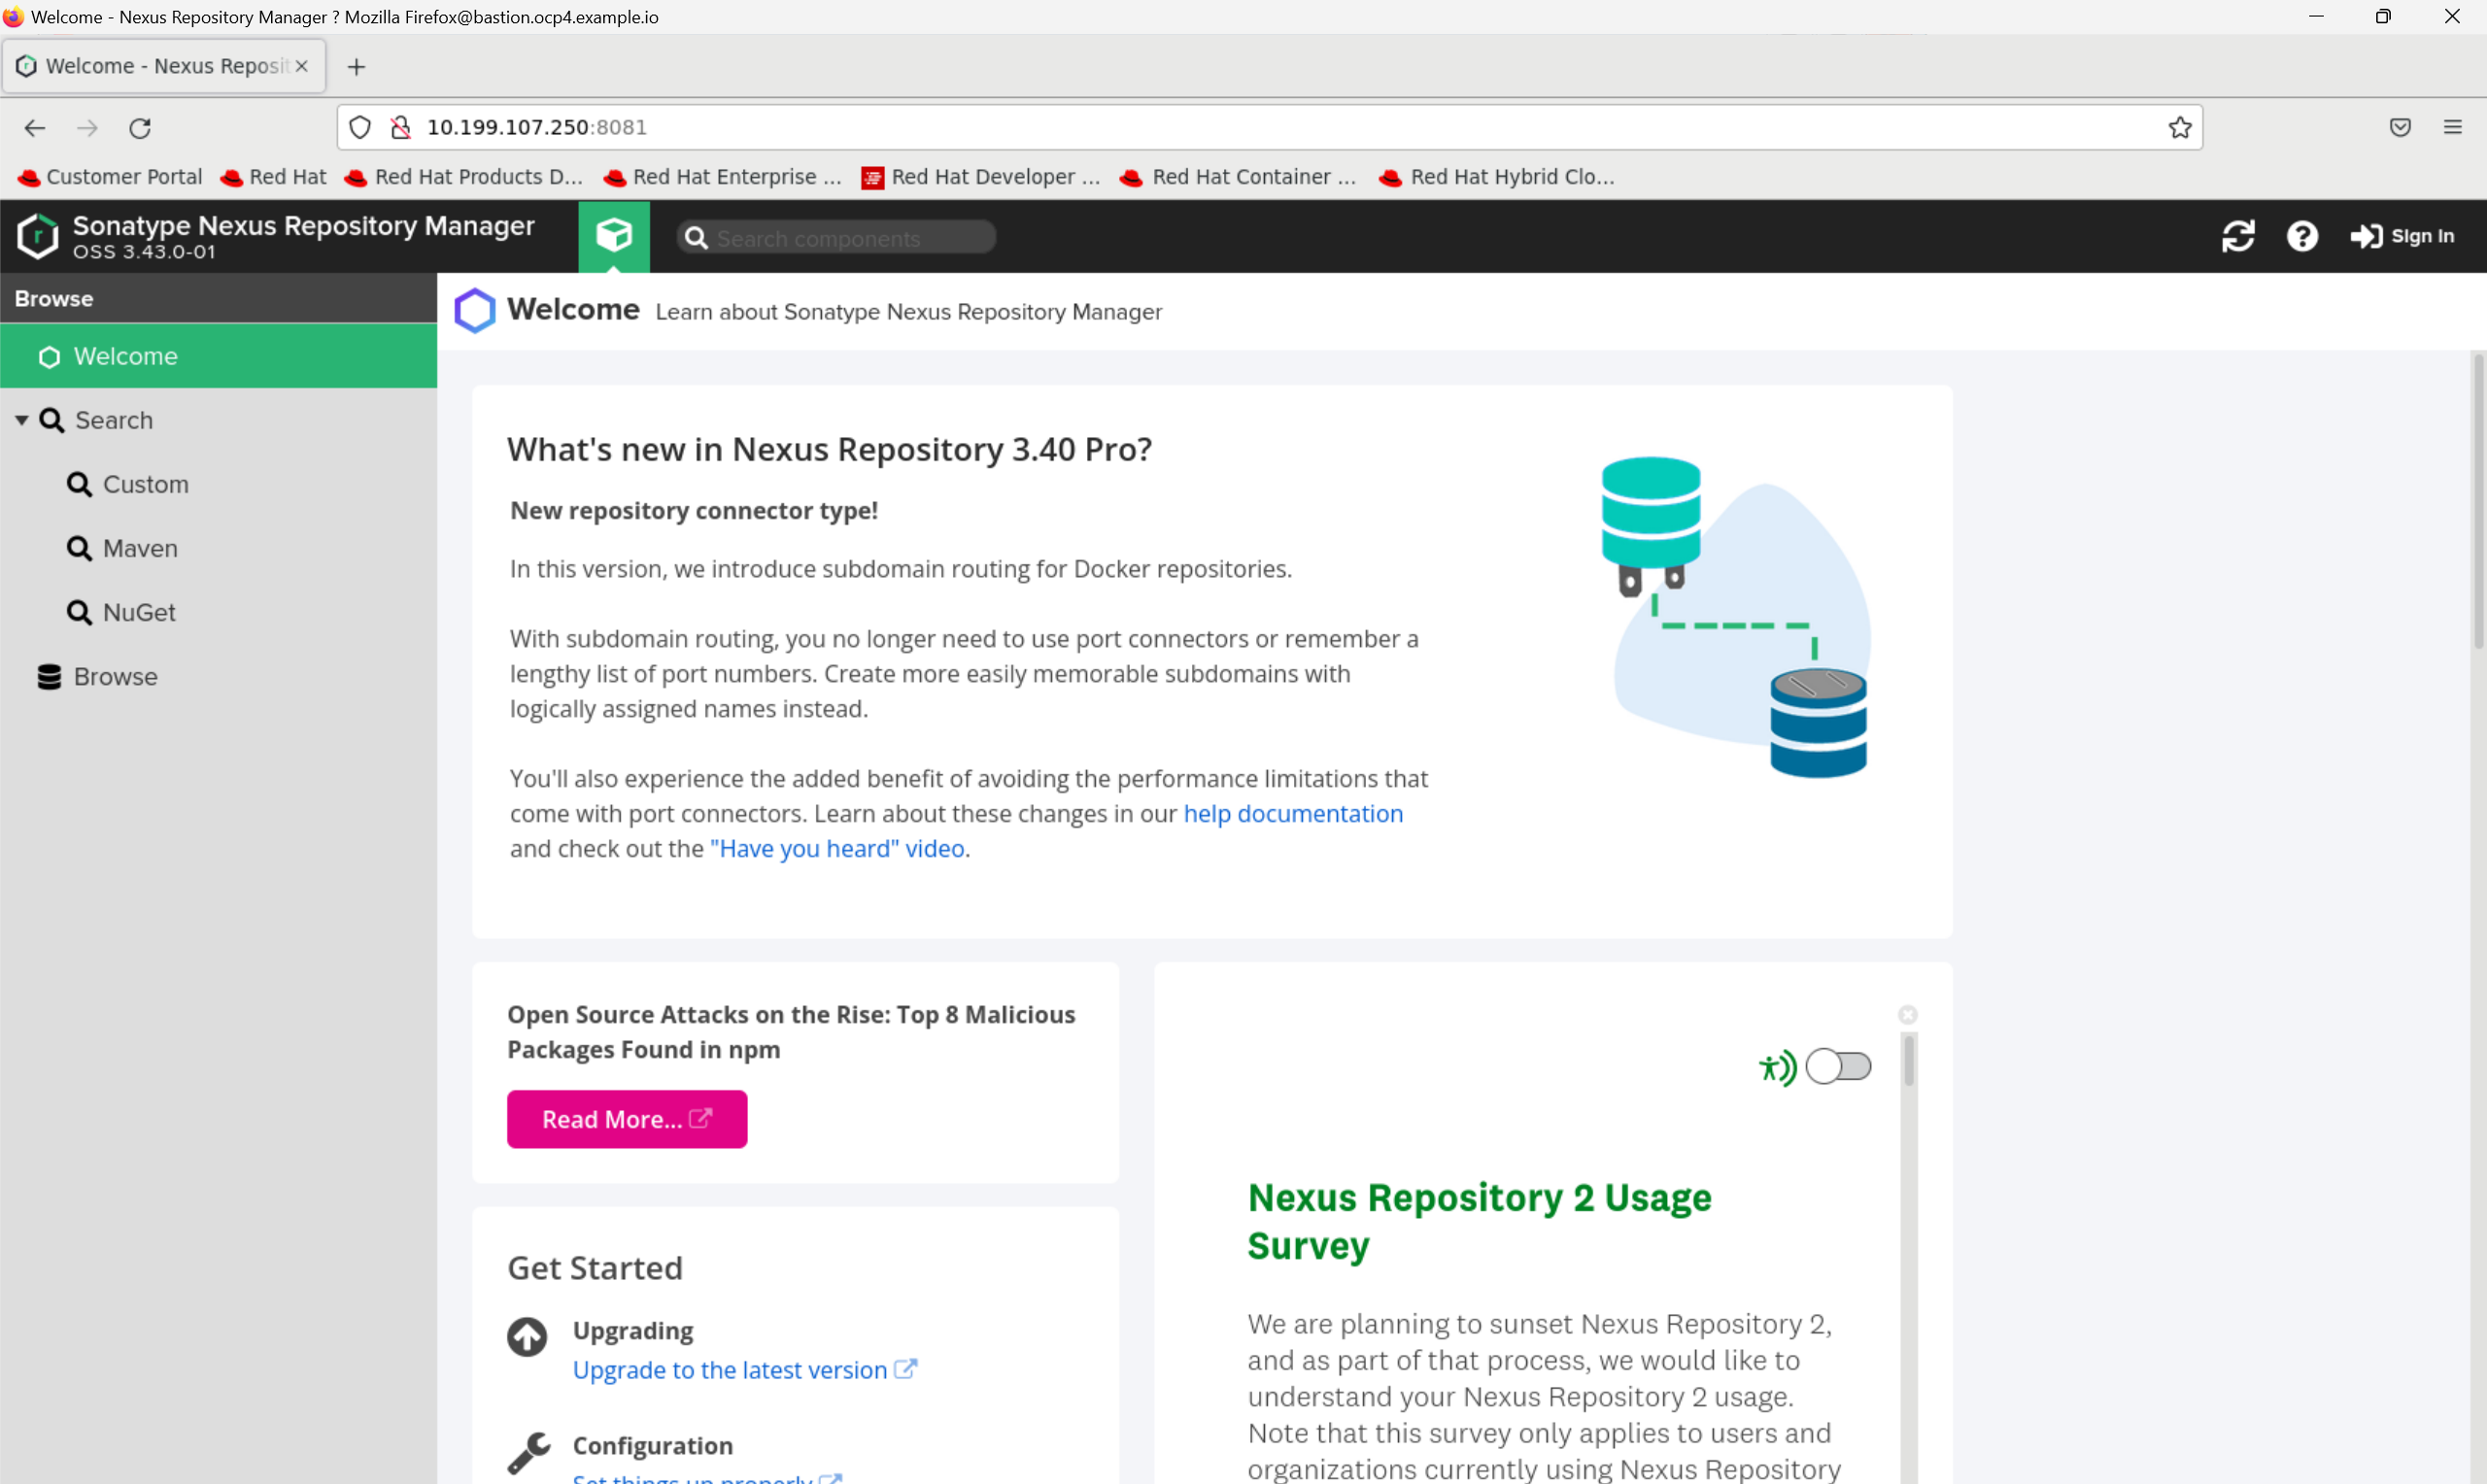 Welcome - Nexus Repository Manager ? Mozilla Firefox@bastion.ocp4.example.io
Welcome - Nexus Reposit
10.199.107.250:8081
Customer Portal Red Hat Red Hat Products D... Red Hat Enterprise ... Red Hat Developer ... Red Hat Container ... Red Hat Hybrid Clo...
Sonatype Nexus Repository Manager
OSS 3.43.0-01
Search components
Sign In
Browse
Welcome
Search
Custom
Maven
NuGet
Browse
Welcome Learn about Sonatype Nexus Repository Manager
What's new in Nexus Repository 3.40 Pro?
New repository connector type!
In this version, we introduce subdomain routing for Docker repositories.
With subdomain routing, you no longer need to use port connectors or remember a
lengthy list of port numbers. Create more easily memorable subdomains with
logically assigned names instead.
You'll also experience the added benefit of avoiding the performance limitations that
come with port connectors. Learn about these changes in our help documentation
and check out the "Have you heard" video.
Open Source Attacks on the Rise: Top 8 Malicious
Packages Found in npm
Read More...
Get Started
Upgrading
Upgrade to the latest version
Configuration
Set things up properly
Nexus Repository 2 Usage
Survey
We are planning to sunset Nexus Repository 2,
and as part of that process, we would like to
understand your Nexus Repository 2 usage.
Note that this survey only applies to users and
organizations currently using Nexus Repository